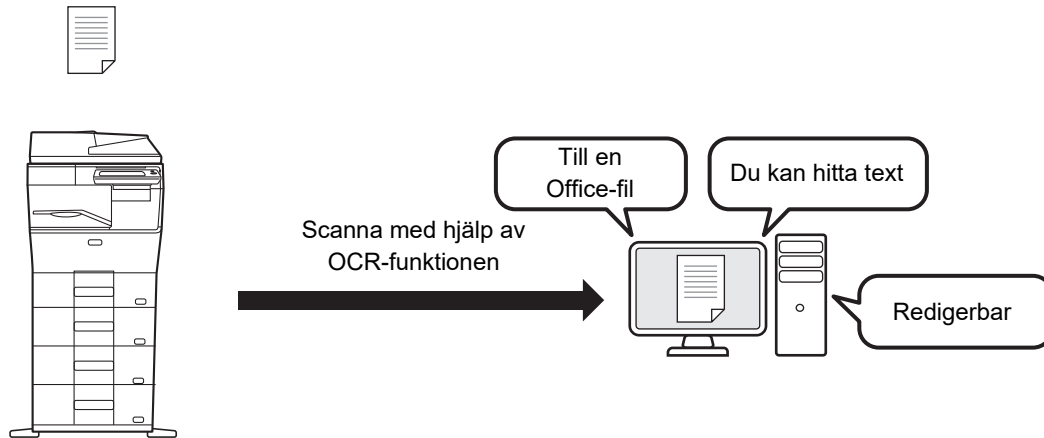 Till en
Office-fil
Du kan hitta text
Scanna med hjälp av
OCR-funktionen
Redigerbar